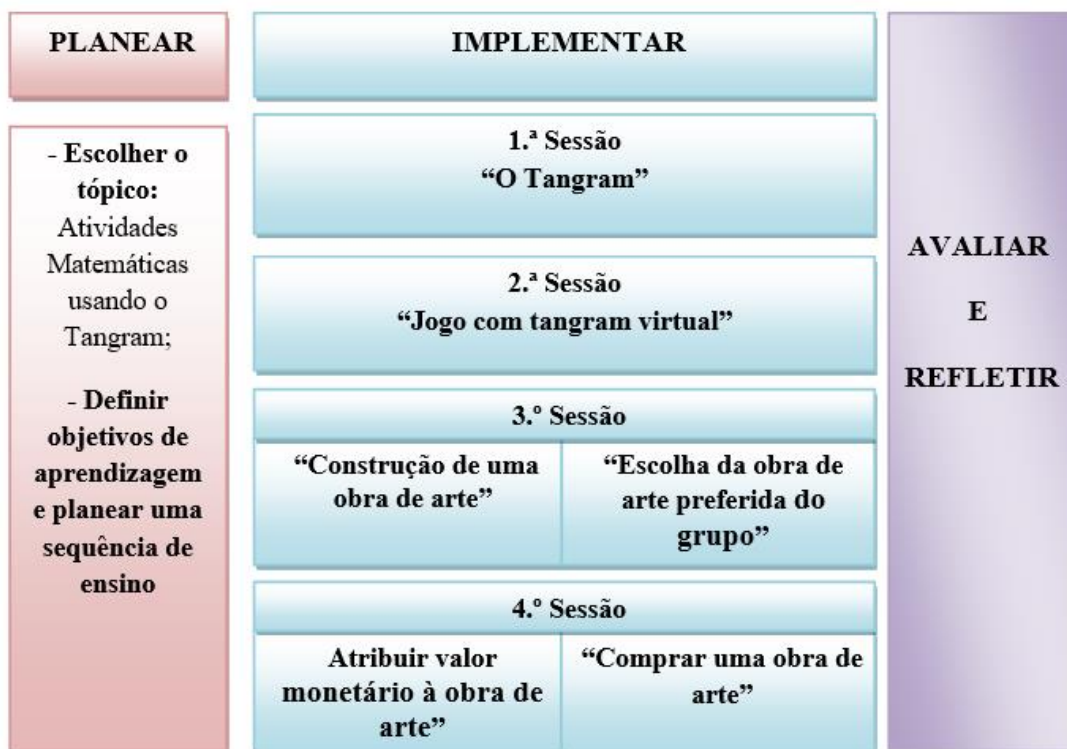 PLANEAR
- Escolher o
tópico:
Atividades
Matemáticas
usando o
Tangram;
- Definir
objetivos de
aprendizagem
e planear uma
sequência de
ensino
IMPLEMENTAR
1.ª Sessão
“O Tangram”
2.ª Sessão
“Jogo com tangram virtual”
3.º Sessão
“Construção de uma
obra de arte”
“Escolha da obra de
arte preferida do
grupo”
4.º Sessão
Atribuir valor
monetário à obra de
arte”
“Comprar uma obra de
arte”
AVALIAR
E
REFLETIR